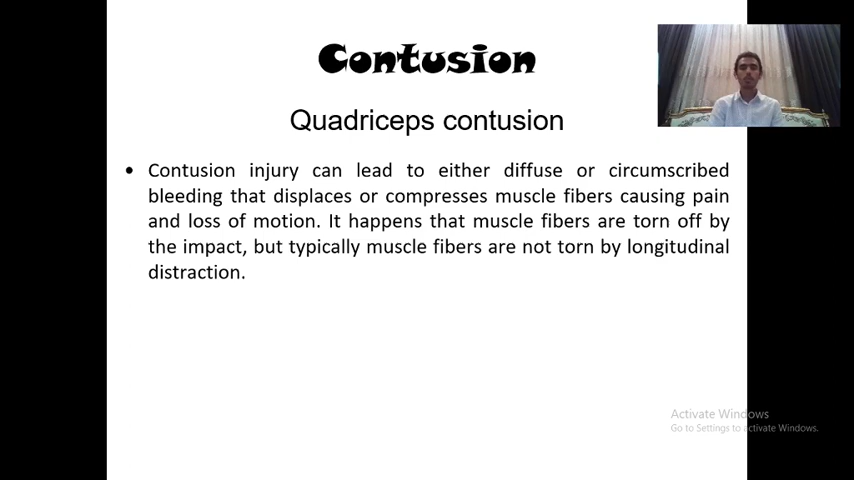 Contusion
Quadriceps contusion
• Contusion injury can lead to either diffuse or circumscribed
bleeding that displaces or compresses muscle fibers causing pain
and loss of motion. It happens that muscle fibers are torn off by
the impact, but typically muscle fibers are not torn by longitudinal
distraction.
Activate Windows
Go to Settings to activate Windows.